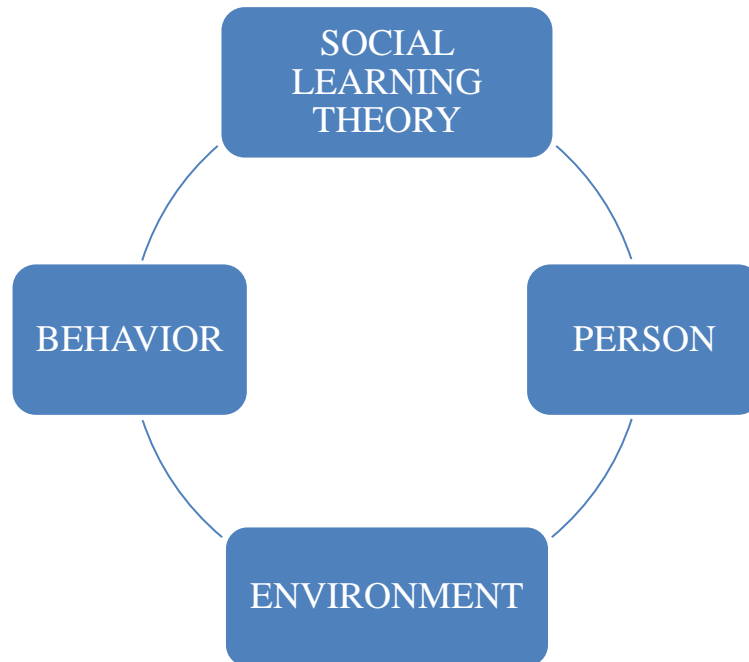 SOCIAL
LEARNING
THEORY
BEHAVIOR
PERSON
ENVIRONMENT